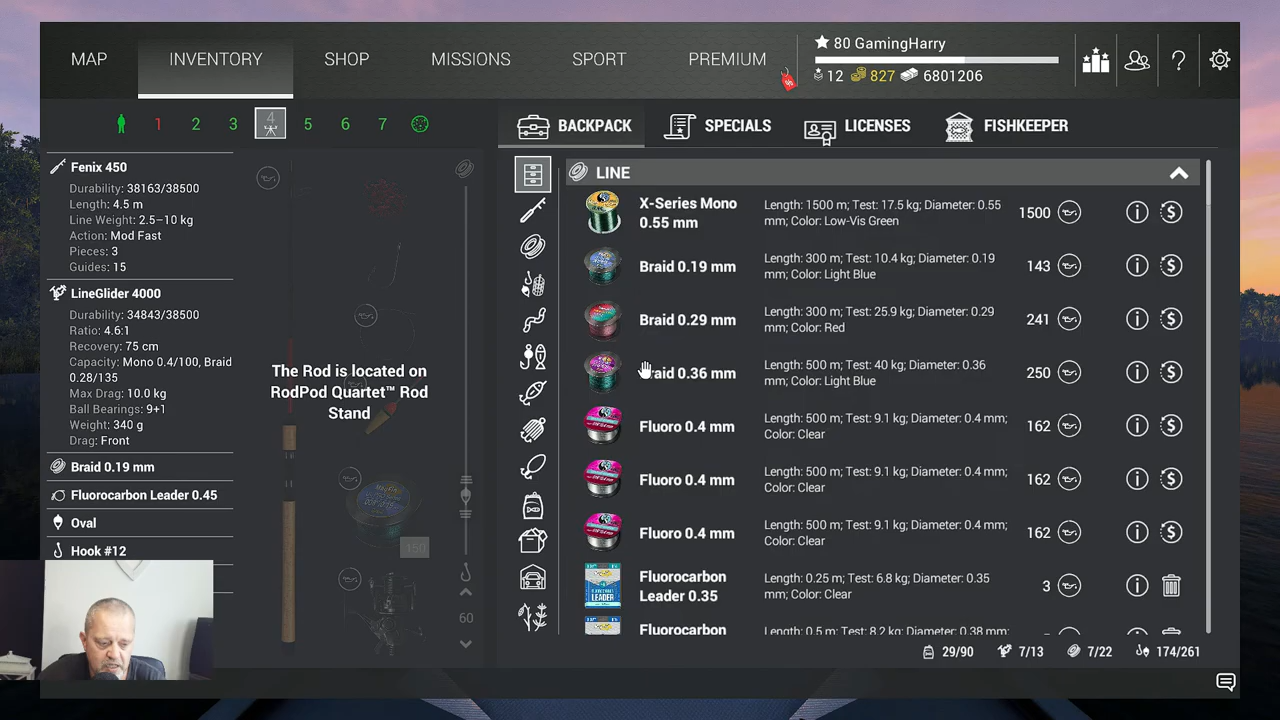 MAP
INVENTORY
SHOP
MISSIONS
SPORT
PREMIUM
80 GamingHarry
12 827 6801206
1 2 3 4 5 6 7
BACKPACK
SPECIALS
LICENSES
FISHKEEPER
Fenix 450
Durability: 38163/38500
Length: 4.5 m
Line Weight: 2.5–10 kg
Action: Mod Fast
Pieces: 3
Guides: 15
LineGlider 4000
Durability: 34843/38500
Ratio: 4.6:1
Recovery: 75 cm
Capacity: Mono 0.4/100, Braid
0.28/135
Max Drag: 10.0 kg
Ball Bearings: 9+1
Weight: 340 g
Drag: Front
Braid 0.19 mm
Fluorocarbon Leader 0.45
Oval
Hook #12
The Rod is located on
RodPod Quartet™ Rod
Stand
150
60
LINE
X-Series Mono
0.55 mm
Length: 1500 m; Test: 17.5 kg; Diameter: 0.55
mm; Color: Low-Vis Green
1500
Braid 0.19 mm
Length: 300 m; Test: 10.4 kg; Diameter: 0.19
mm; Color: Light Blue
143
Braid 0.29 mm
Length: 300 m; Test: 25.9 kg; Diameter: 0.29
mm; Color: Red
241
Braid 0.36 mm
Length: 500 m; Test: 40 kg; Diameter: 0.36
mm; Color: Light Blue
250
Fluoro 0.4 mm
Length: 500 m; Test: 9.1 kg; Diameter: 0.4 mm;
Color: Clear
162
Fluoro 0.4 mm
Length: 500 m; Test: 9.1 kg; Diameter: 0.4 mm;
Color: Clear
162
Fluoro 0.4 mm
Length: 500 m; Test: 9.1 kg; Diameter: 0.4 mm;
Color: Clear
162
Fluorocarbon
Leader 0.35
Length: 0.25 m; Test: 6.8 kg; Diameter: 0.35
mm; Color: Clear
3
Fluorocarbon
Length: 0.5 m; Test: 8.2 kg; Diameter: 0.38 mm;
29/90 7/13 7/22 174/261